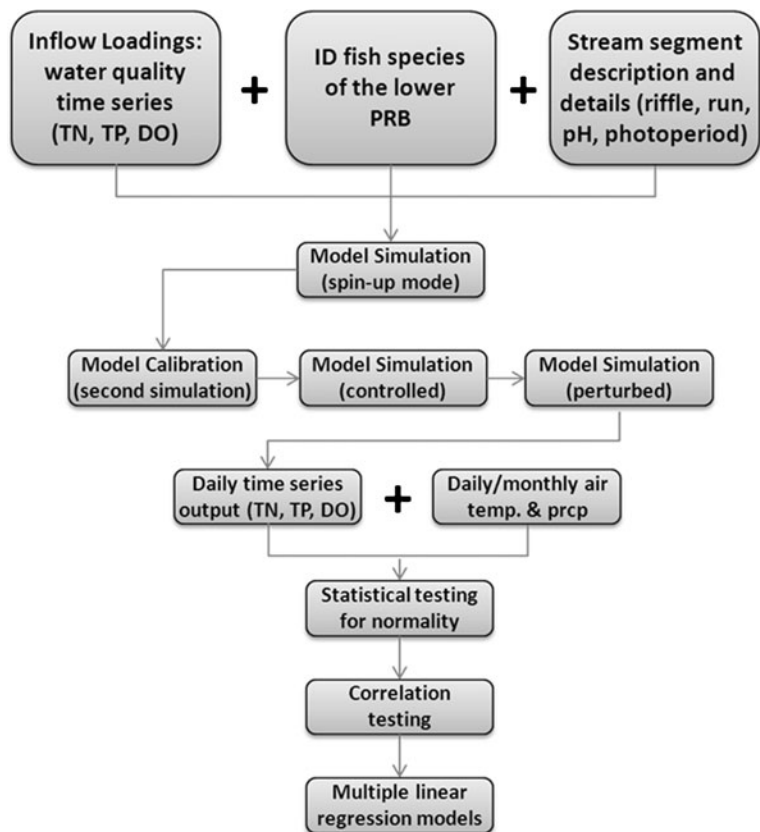 Inflow Loadings:
water quality
time series
(TN, TP, DO)
+
ID fish species
of the lower
PRB
+
Stream segment
description and
details (riffle, run,
pH, photoperiod)
Model Simulation
(spin-up mode)
Model Calibration
(second simulation)
Model Simulation
(controlled)
Model Simulation
(perturbed)
Daily time series
output (TN, TP, DO)
+
Daily/monthly air
temp. & prcp
Statistical testing
for normality
Correlation
testing
Multiple linear
regression models